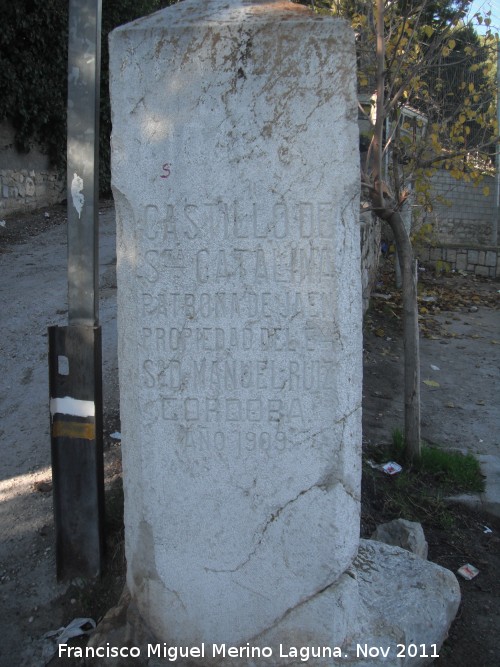 S
CASTILLO DE
STA CATALINA
PATRONA DE JAEN
PROPIEDAD DEL E
S D. MANUEL RUIZ
CORDOBA
AÑO 1909
Francisco Miguel Merino Laguna. Nov 2011